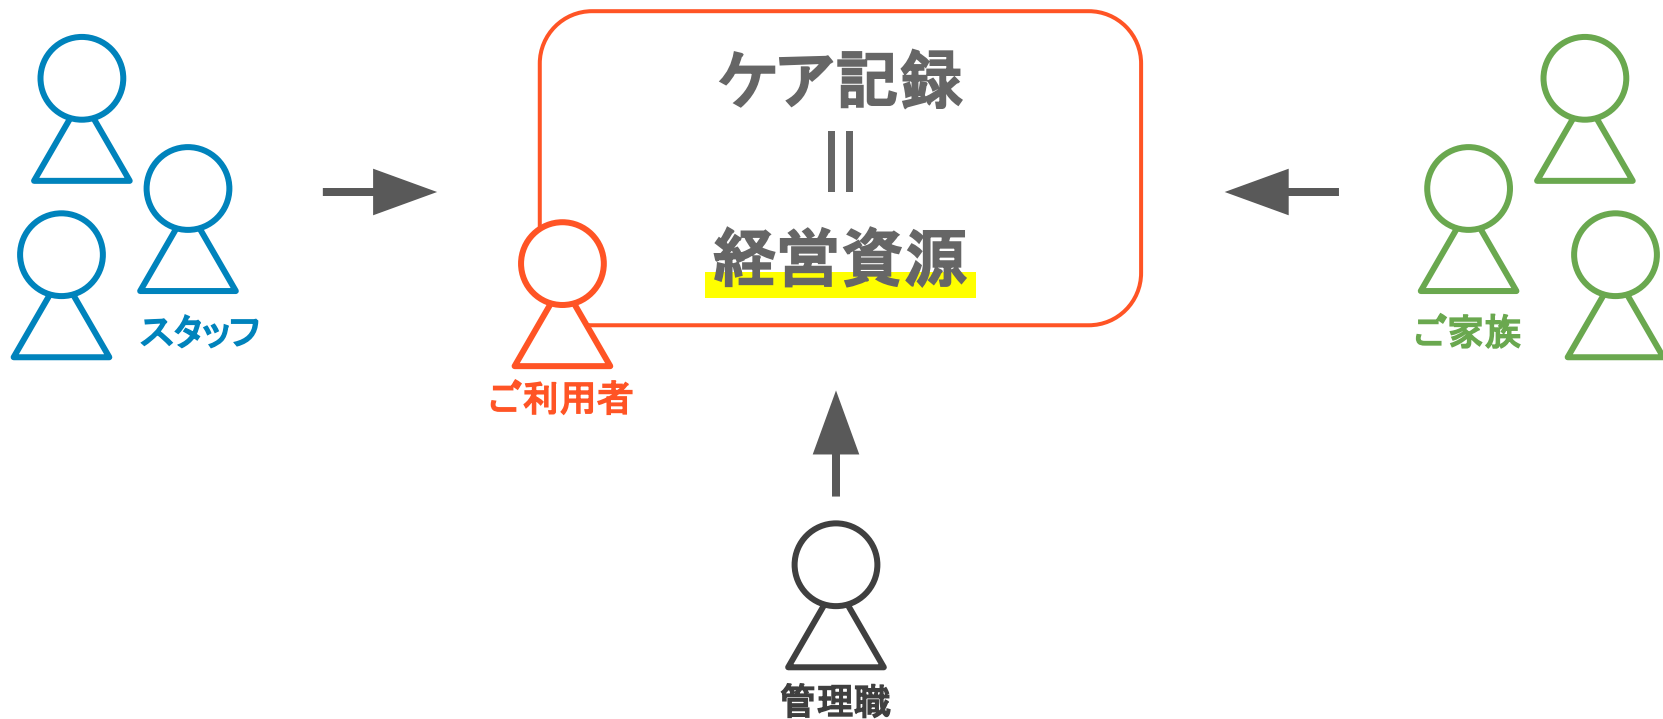 ケア記録
||
経営資源
スタッフ
ご家族
ご利用者
管理職